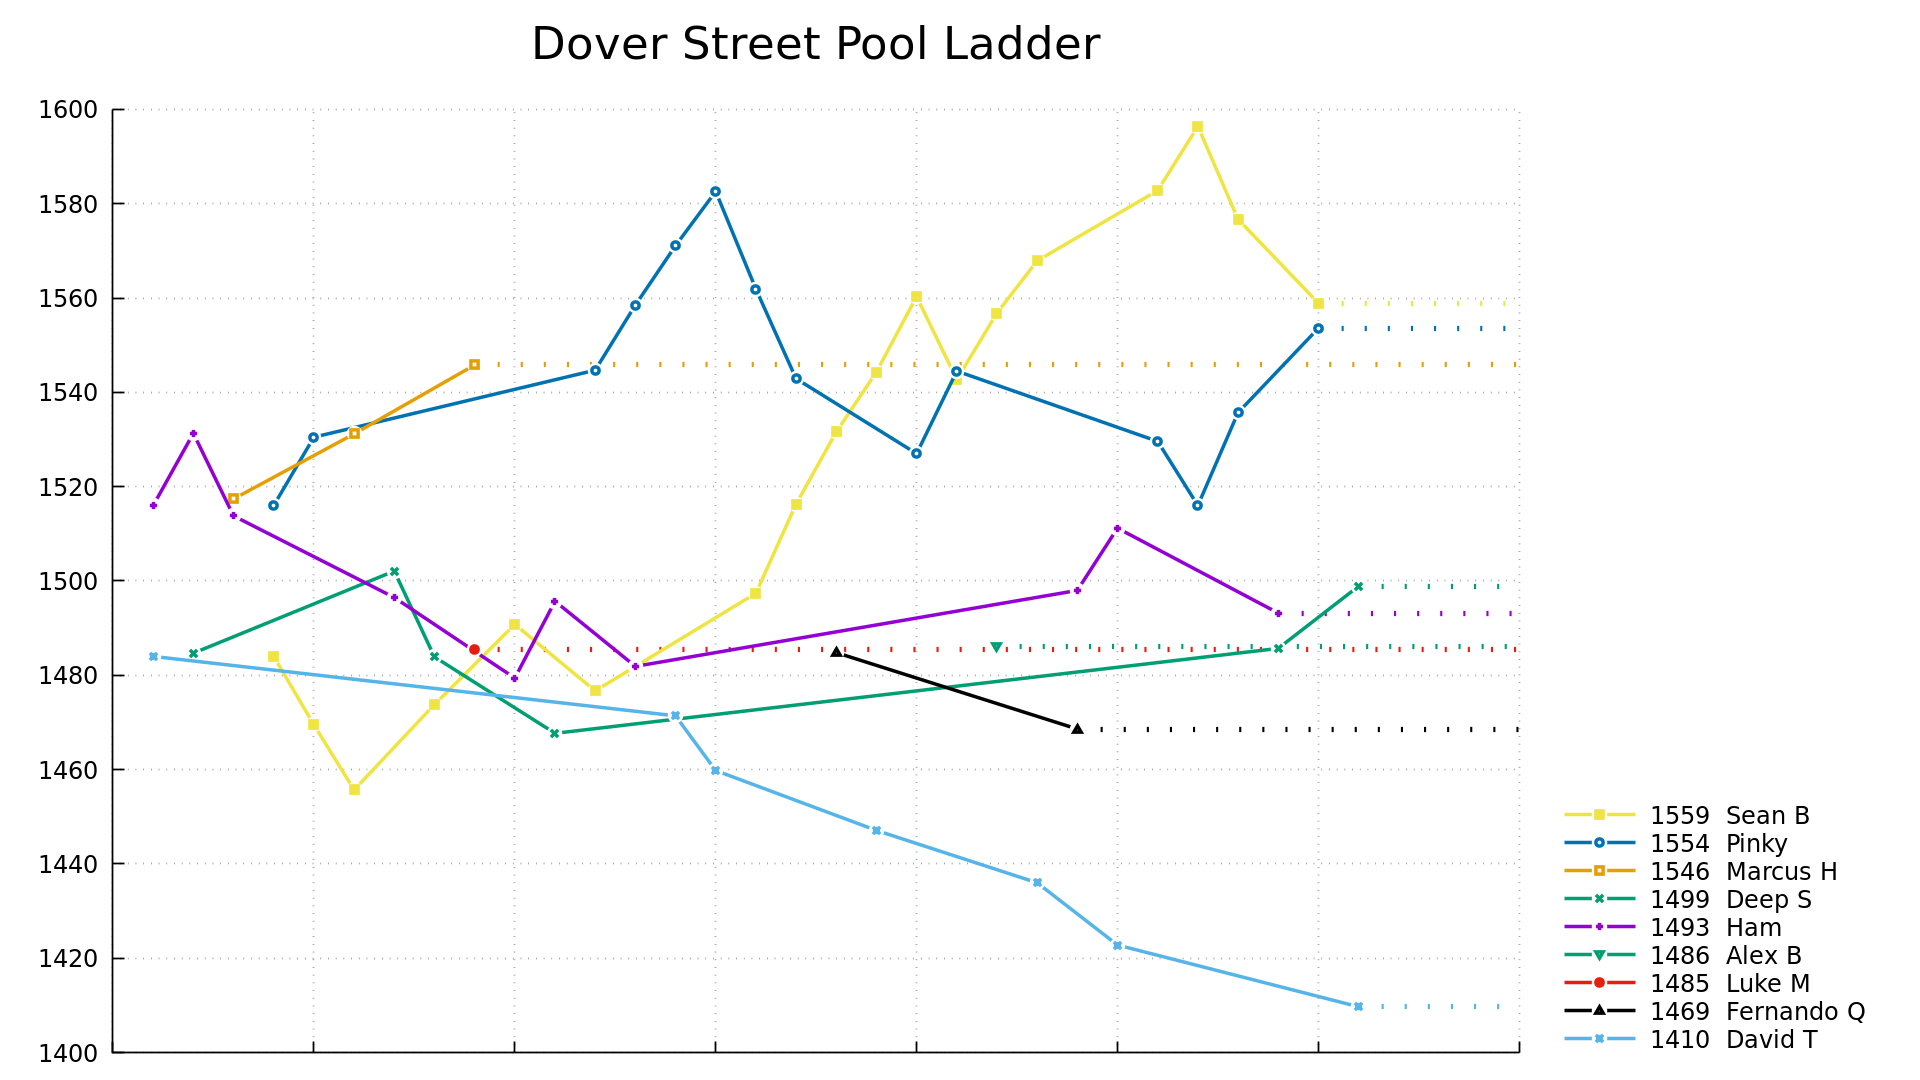 Dover Street Pool Ladder
1600
1580
1560
1540
1520
1500
1480
1460
1440
1420
1400
1559 Sean B
1554 Pinky
1546 Marcus H
1499 Deep S
1493 Ham
1486 Alex B
1485 Luke M
1469 Fernando Q
1410 David T